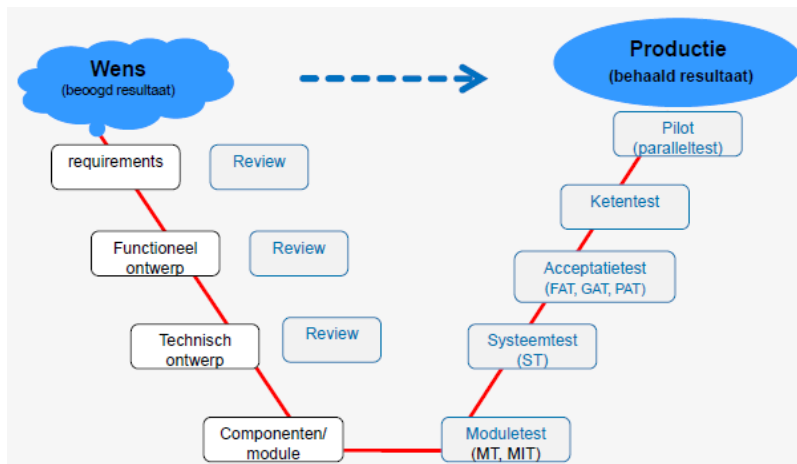 Wens
(beoogd resultaat)
Productie
(behaald resultaat)
Pilot
(paralleltest)
requirements
Review
Ketentest
Functioneel
ontwerp
Review
Acceptatietest
(FAT, GAT, PAT)
Technisch
ontwerp
Review
Systeemtest
(ST)
Componenten/
module
Moduletest
(MT, MIT)